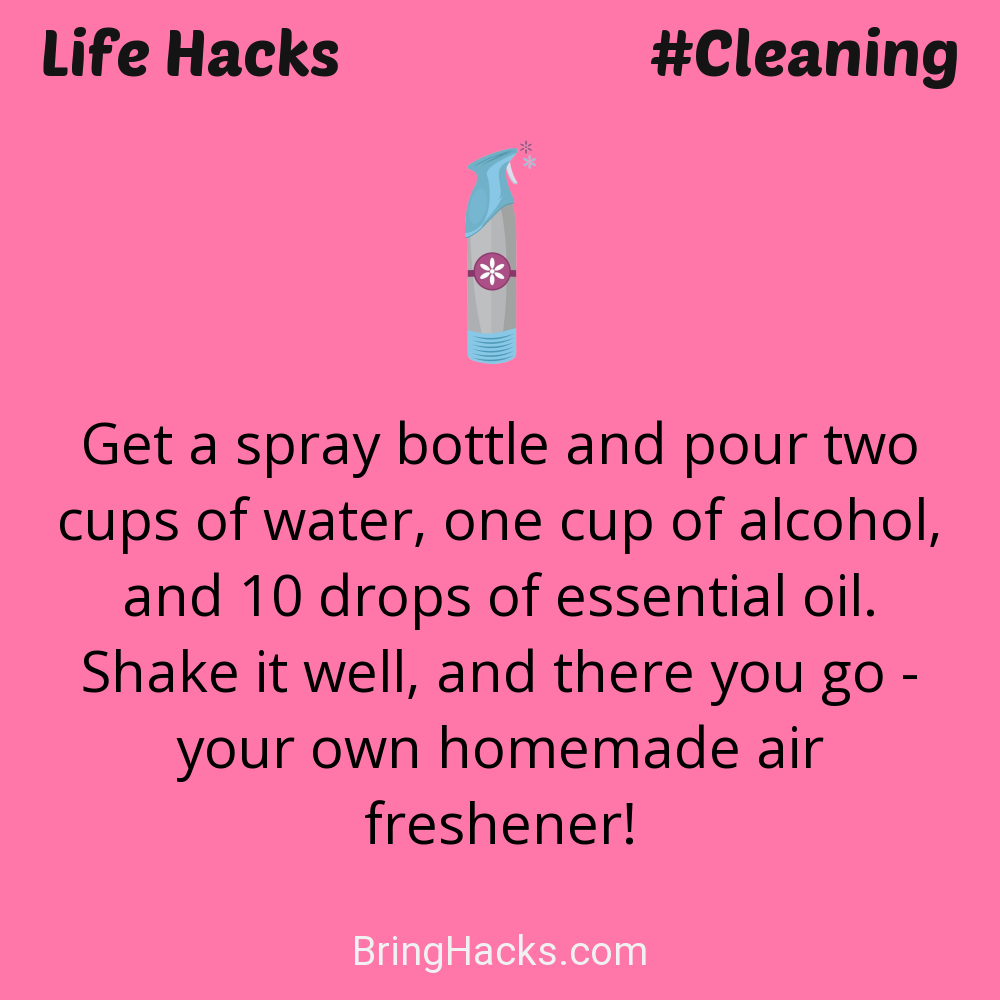 Life Hacks
#Cleaning
Get a spray bottle and pour two
cups of water, one cup of alcohol,
and 10 drops of essential oil.
Shake it well, and there you go -
your own homemade air
freshener!
BringHacks.com